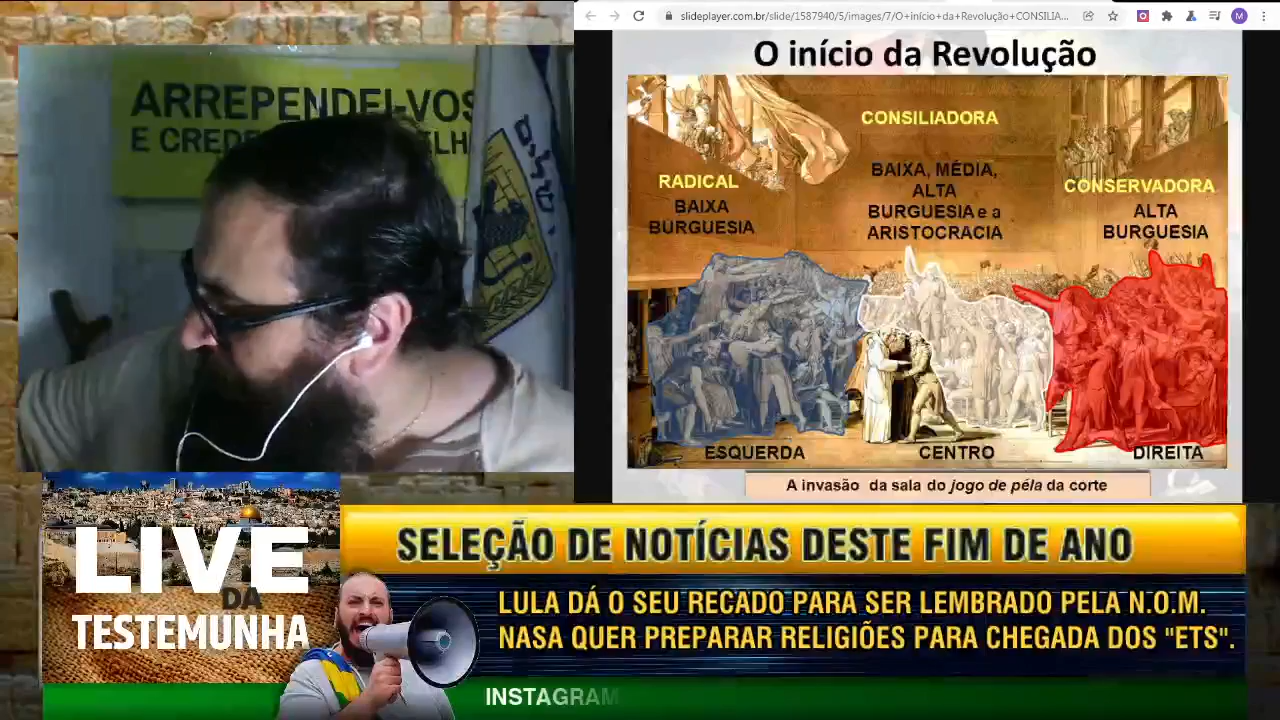 slideplayer.com.br/slide/1587940/5/images/7/O+início+da+Revolução+CONSILIA...
M
O início da Revolução
CONSILIADORA
BAIXA, MÉDIA,
ALTA
BURGUESIA e a
ARISTOCRACIA
RADICAL
BAIXA
BURGUESIA
CONSERVADORA
ALTA
BURGUESIA
ESQUERDA
CENTRO
DIREITA
A invasão da sala do jogo de péla da corte
ARREPENDEI-VOS
E CREDE
LH
LIVE
DA
TESTEMUNHA
SELEÇÃO DE NOTÍCIAS DESTE FIM DE ANO
LULA DÁ O SEU RECADO PARA SER LEMBRADO PELA N.O.M.
NASA QUER PREPARAR RELIGIÕES PARA CHEGADA DOS "ETS".
INSTAGRAM